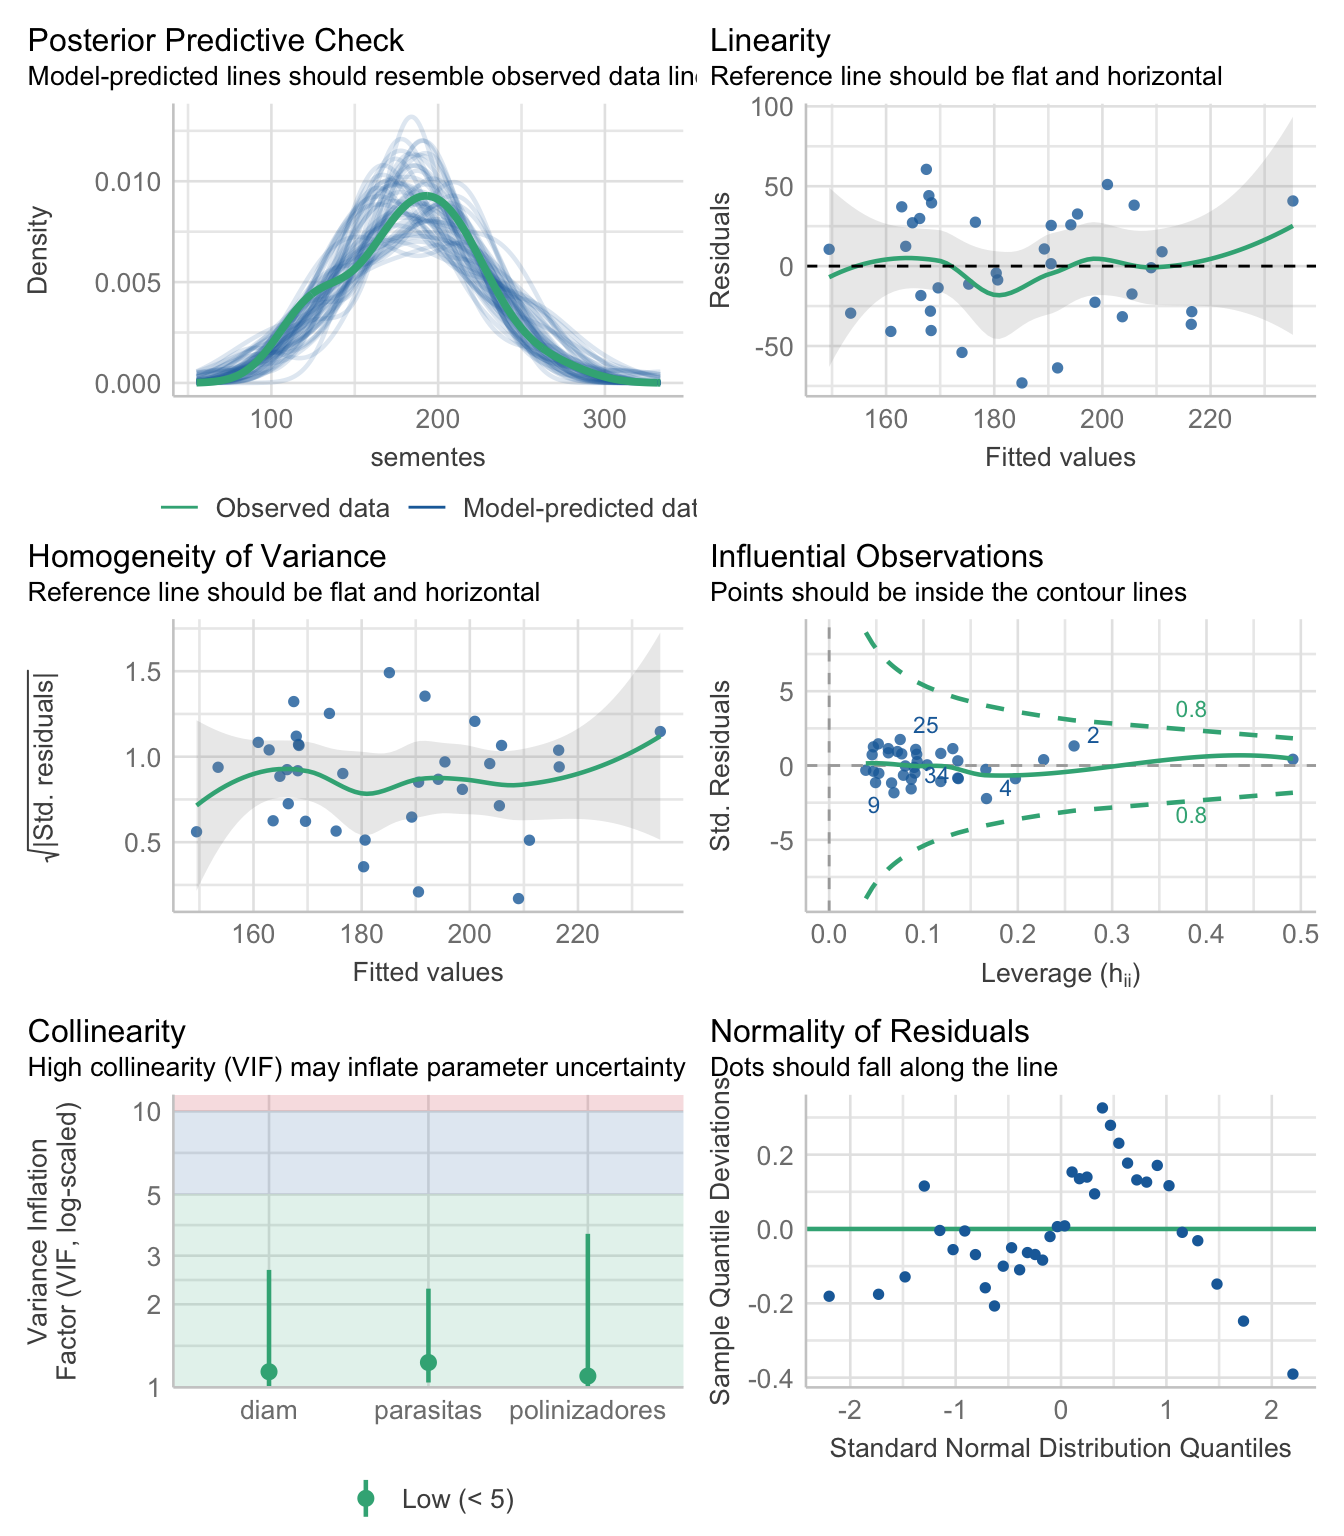 Posterior Predictive Check
Model-predicted lines should resemble observed data lin
Density
0.010
0.005
0.000
100 200 300
sementes
Observed data Model-predicted dat
Linearity
Reference line should be flat and horizontal
Residuals
100
50
0
-50
160 180 200 220
Fitted values
Homogeneity of Variance
Reference line should be flat and horizontal
√|Std. residuals|
1.5
1.0
0.5
160 180 200 220
Fitted values
Influential Observations
Points should be inside the contour lines
Std. Residuals
5
0
-5
0.8
25
2
34
4
9
0.8
0.0 0.1 0.2 0.3 0.4 0.5
Leverage (hii)
Collinearity
High collinearity (VIF) may inflate parameter uncertainty
Variance Inflation
Factor (VIF, log-scaled)
10
5
3
2
1
diam parasitas polinizadores
Low (< 5)
Normality of Residuals
Dots should fall along the line
Sample Quantile Deviations
0.2
0.0
-0.2
-0.4
-2 -1 0 1 2
Standard Normal Distribution Quantiles